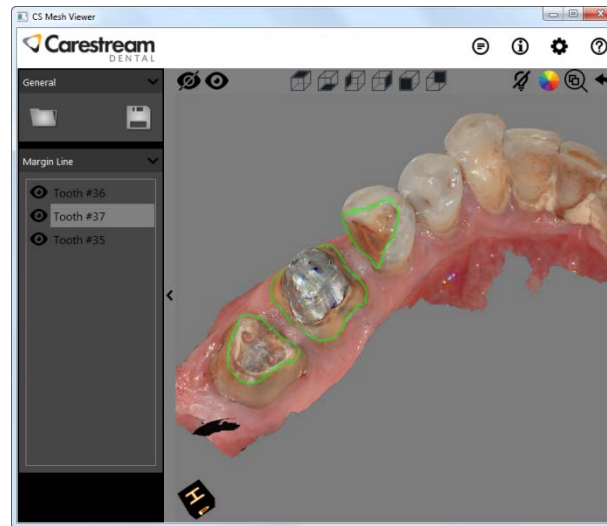 CS Mesh Viewer
Carestream
DENTAL
General
Margin Line
Tooth #36
Tooth #37
Tooth #35
H